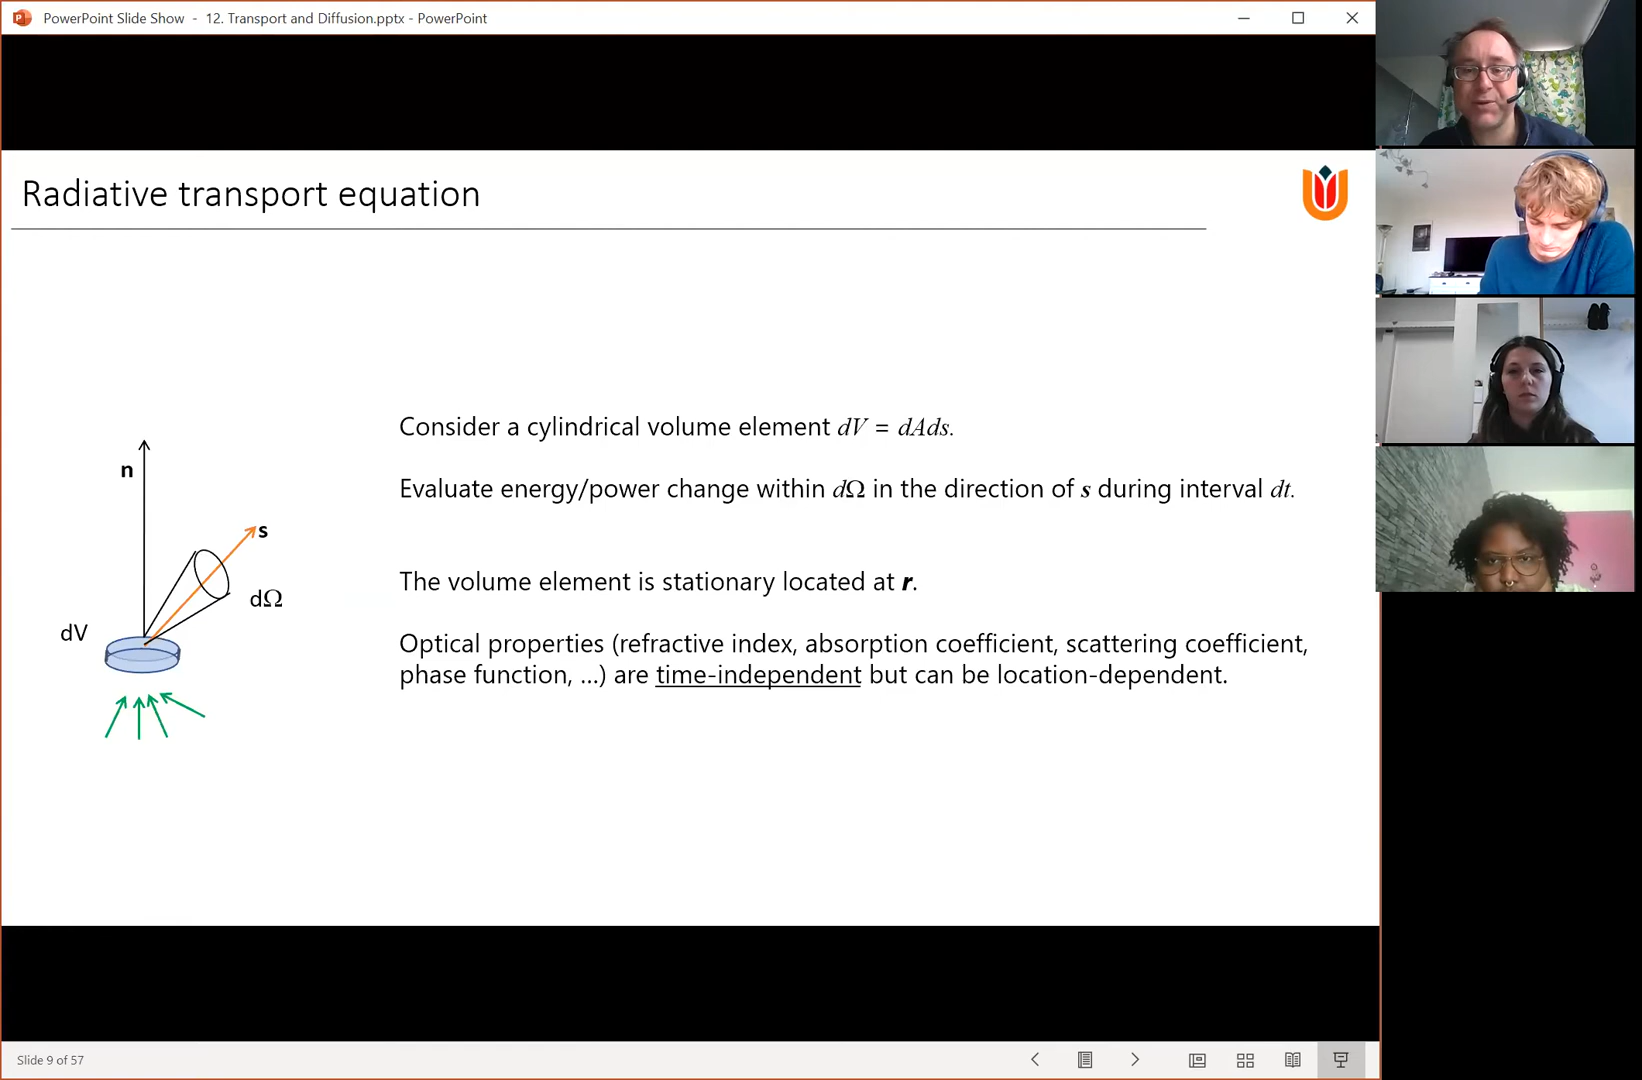 PowerPoint Slide Show - 12. Transport and Diffusion.pptx - PowerPoint
Radiative transport equation
Consider a cylindrical volume element dV = dAds.
Evaluate energy/power change within dΩ in the direction of s during interval dt.
The volume element is stationary located at r.
Optical properties (refractive index, absorption coefficient, scattering coefficient,
phase function, ...) are time-independent but can be location-dependent.
n
s
dΩ
dV
Slide 9 of 57